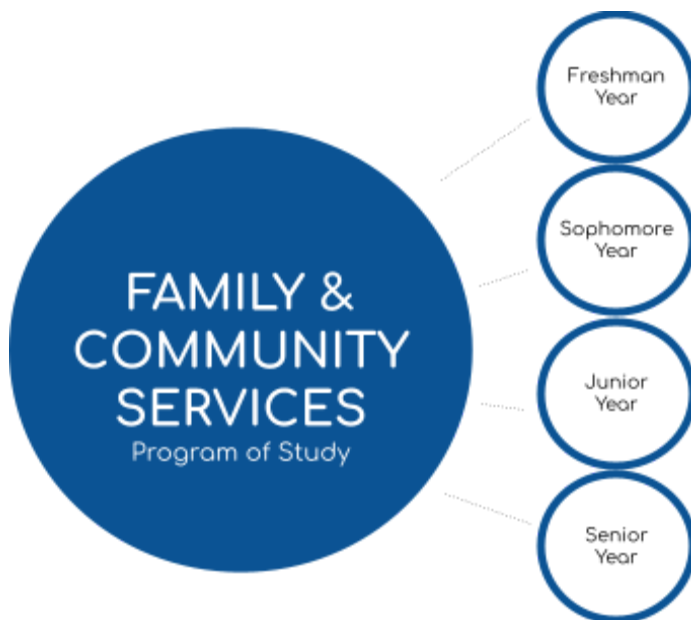 FAMILY &
COMMUNITY
SERVICES
Program of Study
Freshman
Year
Sophomore
Year
Junior
Year
Senior
Year